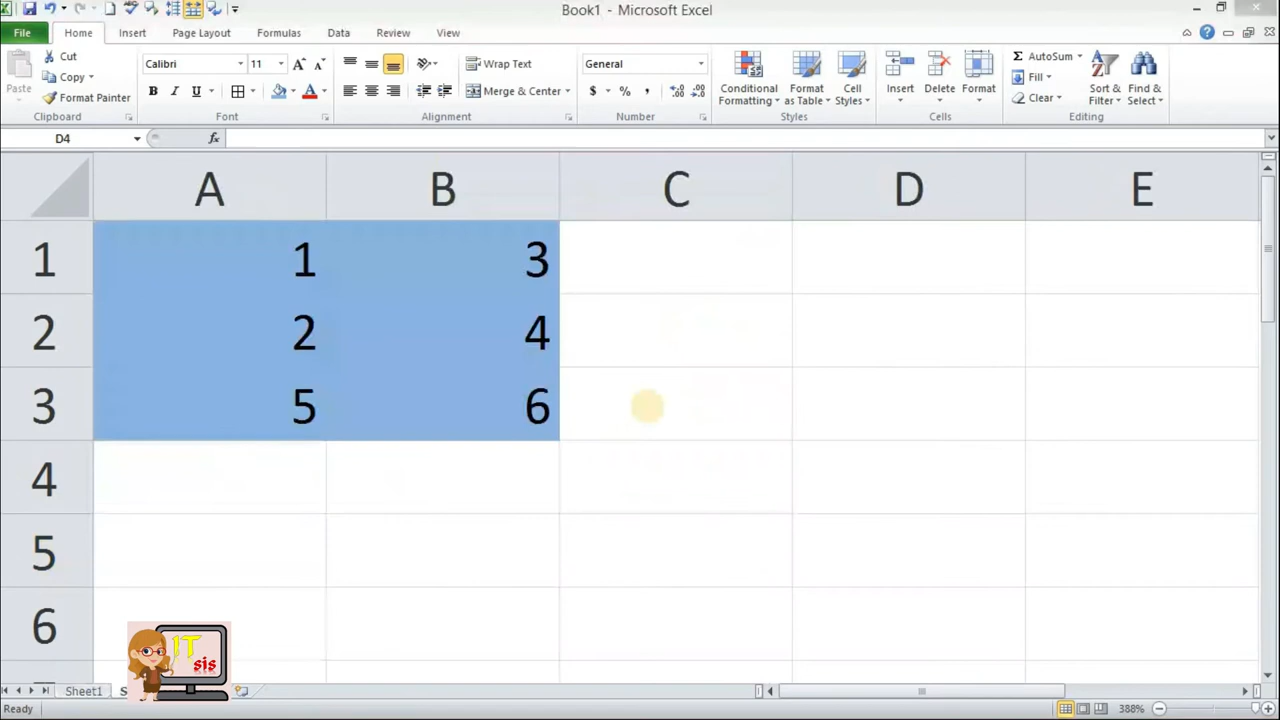 Book1 - Microsoft Excel
File Home Insert Page Layout Formulas Data Review View
Paste
Cut
Copy
Format Painter
Clipboard
Calibri 11
B I U
Font
Wrap Text
Merge & Center
Alignment
General
$ % ,
Number
Conditional Formatting
Format as Table
Cell Styles
Styles
Insert Delete Format
Cells
Σ AutoSum
Fill
Clear
Sort & Filter
Find & Select
Editing
D4 fx
A B C D E
1 1 3
2 2 4
3 5 6
4
5
6
IT
sis
Sheet1
Ready 388%